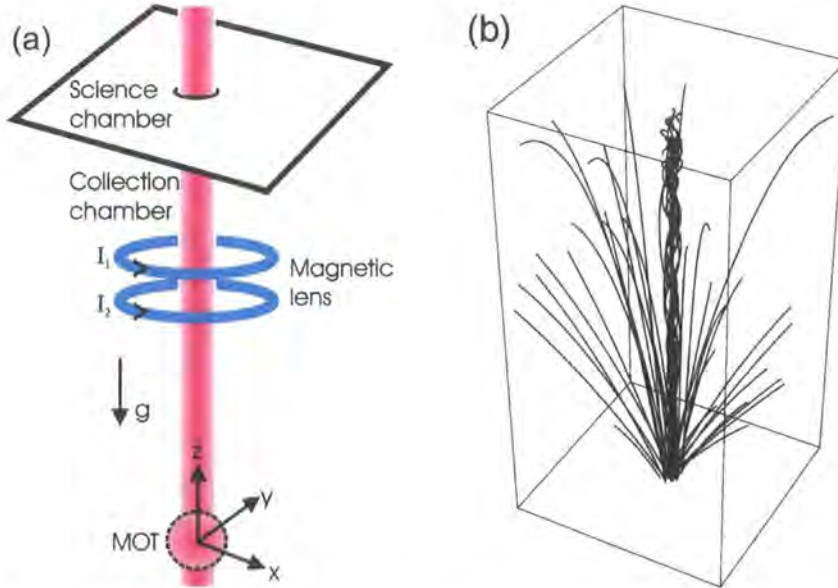 (a)
Science
chamber
Collection
chamber
I₁
I₂
Magnetic
lens
g
z
y
x
MOT
(b)